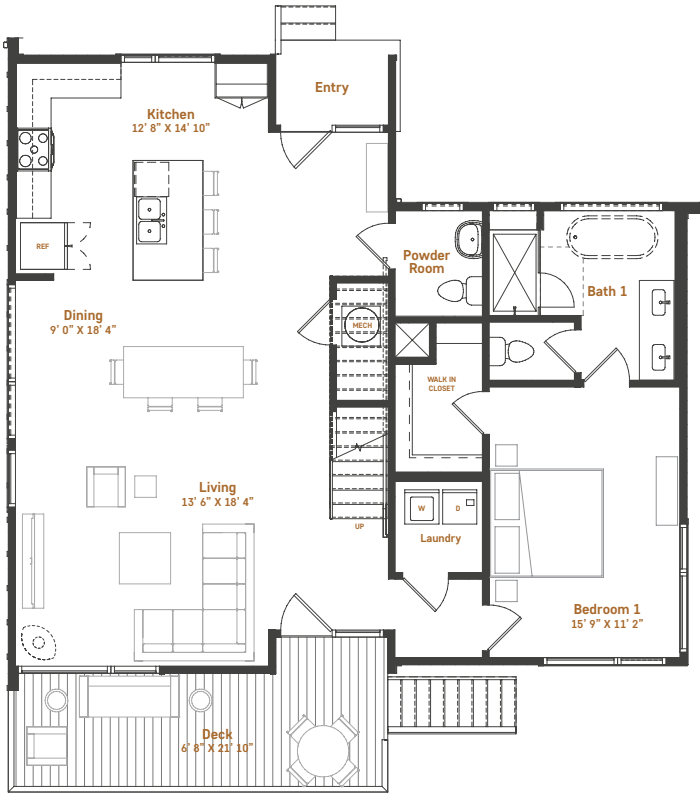 Entry
Kitchen
12' 8" X 14' 10"
REF
Powder
Room
Bath 1
Dining
9' 0" X 18' 4"
MECH
WALK IN
CLOSET
Living
13' 6" X 18' 4"
UP
W
D
Laundry
Bedroom 1
15' 9" X 11' 2"
Deck
6' 8" X 21' 10"